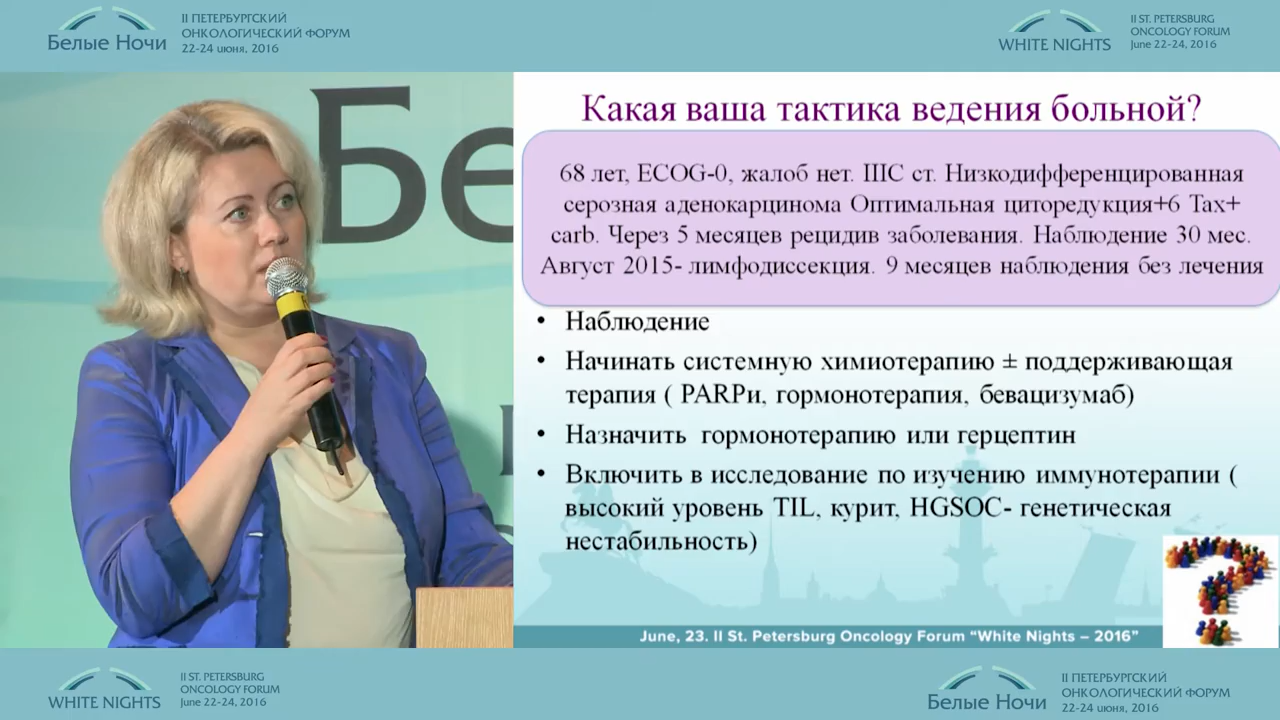 Белые Ночи
II ПЕТЕРБУРГСКИЙ
ОНКОЛОГИЧЕСКИЙ ФОРУМ
22-24 июня, 2016
WHITE NIGHTS
II ST. PETERSBURG
ONCOLOGY FORUM
June 22-24, 2016
Бе
Какая ваша тактика ведения больной?
68 лет, ECOG-0, жалоб нет. IIIC ст. Низкодифференцированная
серозная аденокарцинома Оптимальная циторедукция+6 Tax+
carb. Через 5 месяцев рецидив заболевания. Наблюдение 30 мес.
Август 2015- лимфодиссекция. 9 месяцев наблюдения без лечения
• Наблюдение
• Начинать системную химиотерапию ± поддерживающая
терапия ( PARPи, гормонотерапия, бевацизумаб)
• Назначить гормонотерапию или герцептин
• Включить в исследование по изучению иммунотерапии (
высокий уровень TIL, курит, HGSOC- генетическая
нестабильность)
June, 23. II St. Petersburg Oncology Forum “White Nights – 2016”
WHITE NIGHTS
II ST. PETERSBURG
ONCOLOGY FORUM
June 22-24, 2016
Белые Ночи
II ПЕТЕРБУРГСКИЙ
ОНКОЛОГИЧЕСКИЙ ФОРУМ
22-24 июня, 2016